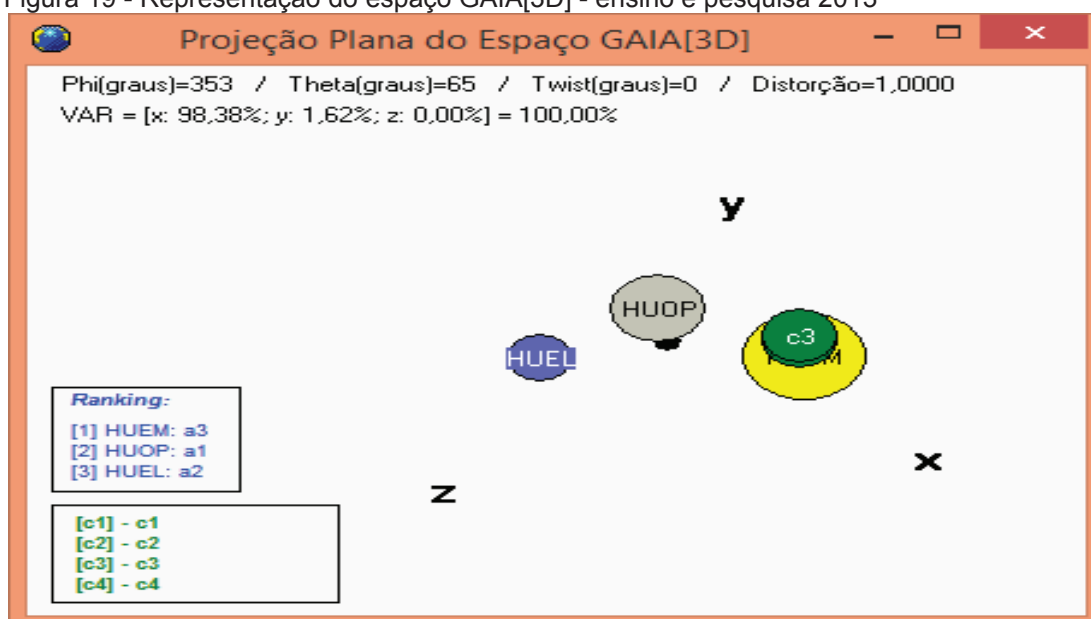 Figura 19 - Representação do espaço GAIA[3D] - ensino e pesquisa 2013
Projeção Plana do Espaço GAIA[3D]
Phi(graus)=353 / Theta(graus)=65 / Twist(graus)=0 / Distorção=1,0000
VAR = [x: 98,38%; y: 1,62%; z: 0,00%] = 100,00%
y
HUOP
c3
HUEL
Ranking:
[1] HUEM: a3
[2] HUOP: a1
[3] HUEL: a2
x
z
[c1] - c1
[c2] - c2
[c3] - c3
[c4] - c4